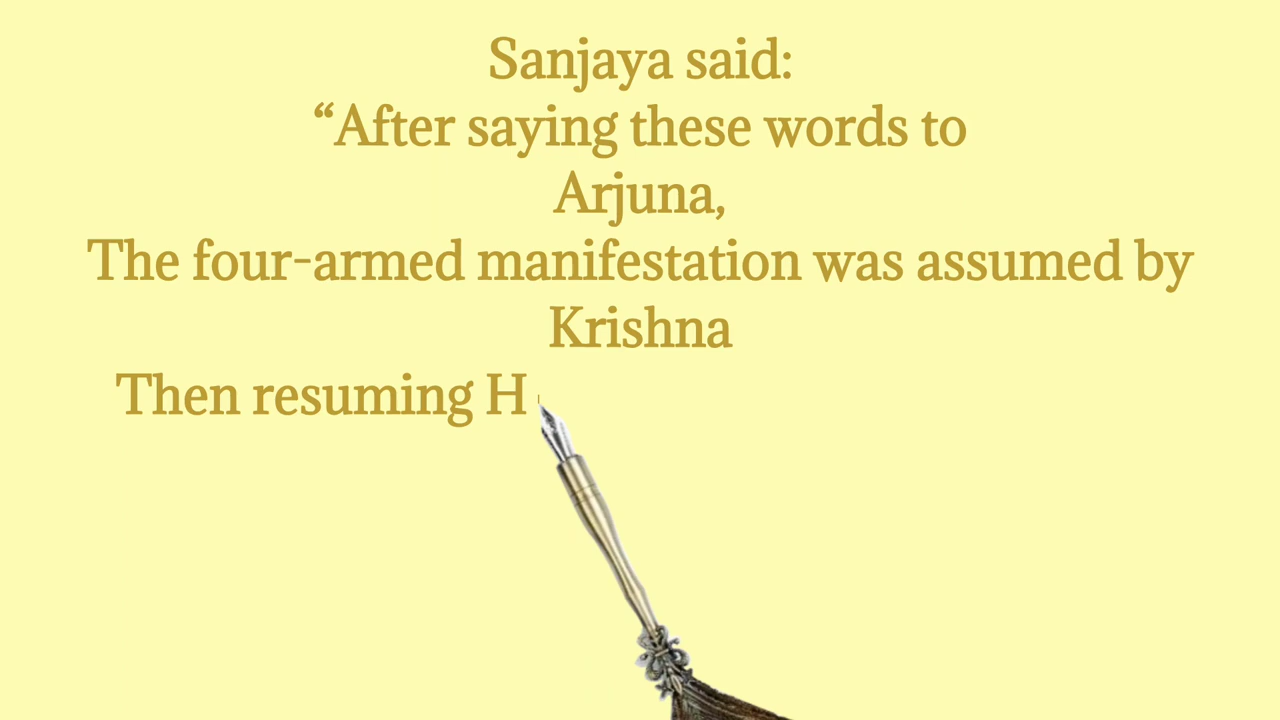 Sanjaya said:
“After saying these words to
Arjuna,
The four-armed manifestation was assumed by
Krishna
Then resuming H